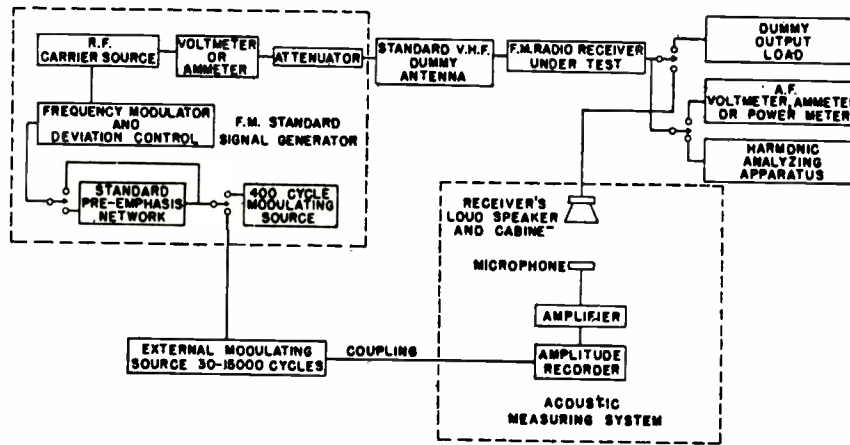 R.F.
CARRIER SOURCE
VOLTMETER
OR
AMMETER
ATTENUATOR
STANDARD V.H.F.
DUMMY
ANTENNA
F.M. RADIO RECEIVER
UNDER TEST
DUMMY
OUTPUT
LOAD
A.F.
VOLTMETER, AMMETER
OR POWER METER
HARMONIC
ANALYZING
APPARATUS
FREQUENCY MODULATOR
AND
DEVIATION CONTROL
F.M. STANDARD
SIGNAL GENERATOR
STANDARD
PRE-EMPHASIS
NETWORK
400 CYCLE
MODULATING
SOURCE
RECEIVER'S
LOUD SPEAKER
AND CABINE
MICROPHONE
AMPLIFIER
AMPLITUDE
RECORDER
EXTERNAL MODULATING
SOURCE 30-15000 CYCLES
COUPLING
ACOUSTIC
MEASURING SYSTEM